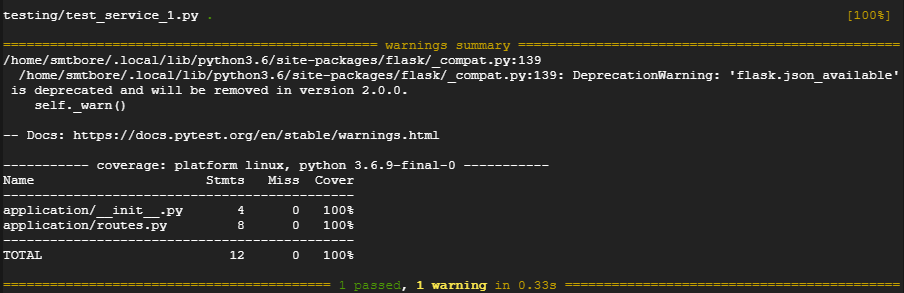 testing/test_service_1.py . [100%]
================================================ warnings summary =================================================
/home/smtbore/.local/lib/python3.6/site-packages/flask/_compat.py:139
  /home/smtbore/.local/lib/python3.6/site-packages/flask/_compat.py:139: DeprecationWarning: 'flask.json_available'
 is deprecated and will be removed in version 2.0.0.
    self._warn()
-- Docs: https://docs.pytest.org/en/stable/warnings.html
----------- coverage: platform linux, python 3.6.9-final-0 -----------
Name                      Stmts   Miss  Cover
---------------------------------------------
application/__init__.py       4      0   100%
application/routes.py         8      0   100%
---------------------------------------------
TOTAL                        12      0   100%
========================================== 1 passed, 1 warning in 0.33s ===========================================